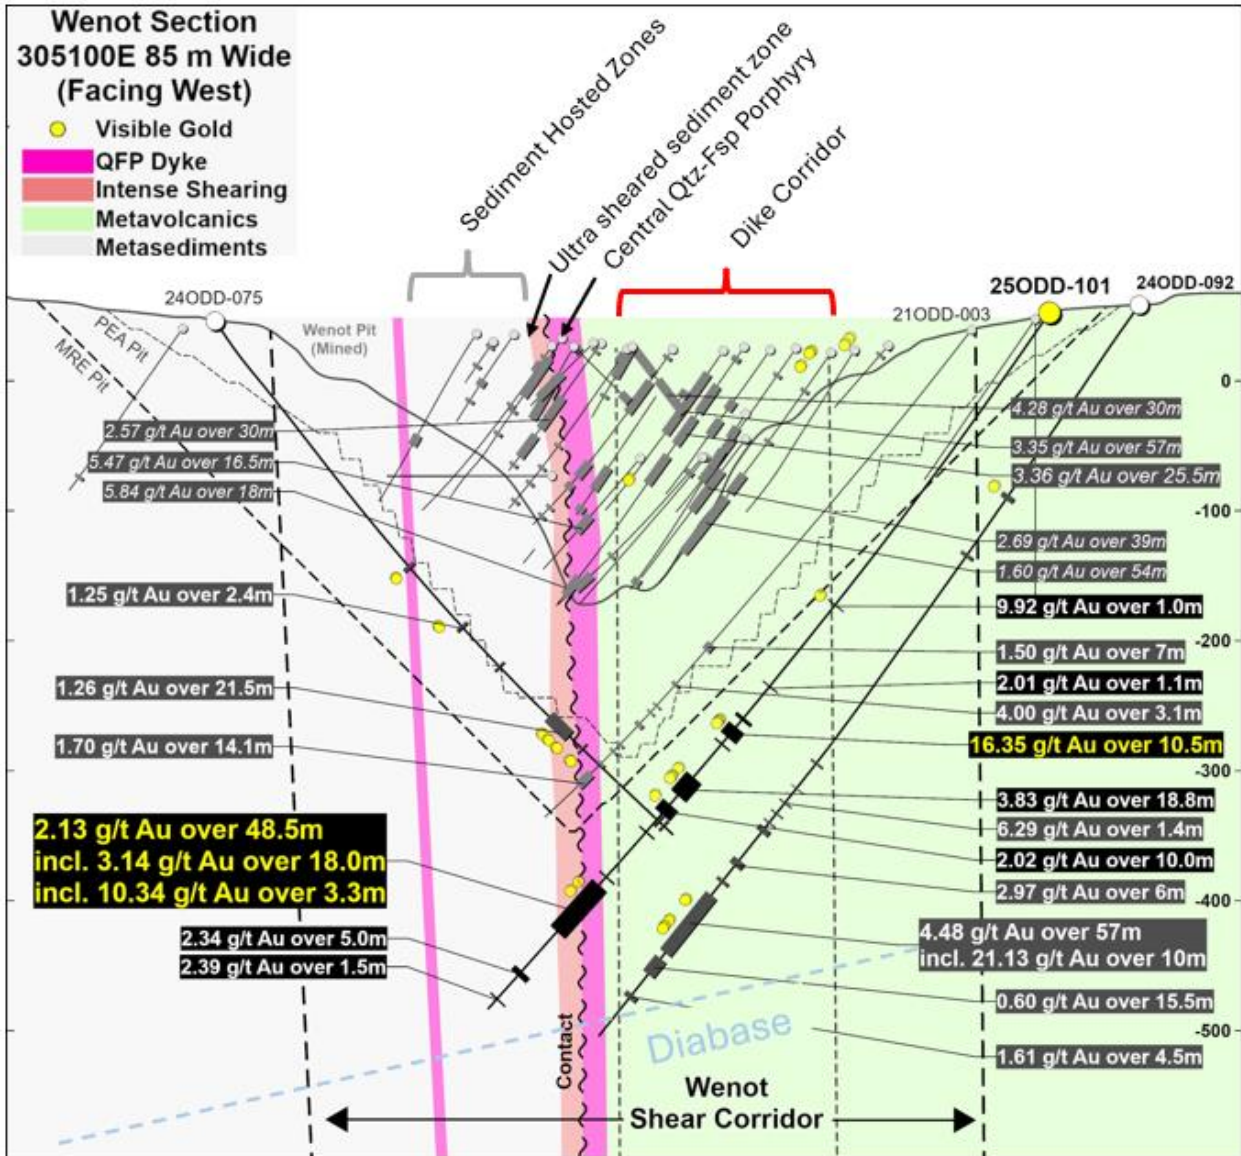 Wenot Section
305100E 85 m Wide
(Facing West)
Visible Gold
QFP Dyke
Intense Shearing
Metavolcanics
Metasediments
Sediment Hosted Zones
Ultra sheared sediment zone
Central Qtz-Fsp Porphyry
Dike Corridor
24ODD-075
21ODD-003
25ODD-101
24ODD-092
PEA Pit
MRE Pit
Wenot Pit
(Mined)
0
-100
-200
-300
-400
-500
2.57 g/t Au over 30m
5.47 g/t Au over 16.5m
5.84 g/t Au over 18m
1.25 g/t Au over 2.4m
1.26 g/t Au over 21.5m
1.70 g/t Au over 14.1m
2.13 g/t Au over 48.5m
incl. 3.14 g/t Au over 18.0m
incl. 10.34 g/t Au over 3.3m
2.34 g/t Au over 5.0m
2.39 g/t Au over 1.5m
4.28 g/t Au over 30m
3.35 g/t Au over 57m
3.36 g/t Au over 25.5m
2.69 g/t Au over 39m
1.60 g/t Au over 54m
9.92 g/t Au over 1.0m
1.50 g/t Au over 7m
2.01 g/t Au over 1.1m
4.00 g/t Au over 3.1m
16.35 g/t Au over 10.5m
3.83 g/t Au over 18.8m
6.29 g/t Au over 1.4m
2.02 g/t Au over 10.0m
2.97 g/t Au over 6m
4.48 g/t Au over 57m
incl. 21.13 g/t Au over 10m
0.60 g/t Au over 15.5m
1.61 g/t Au over 4.5m
Contact
Diabase
Wenot
Shear Corridor